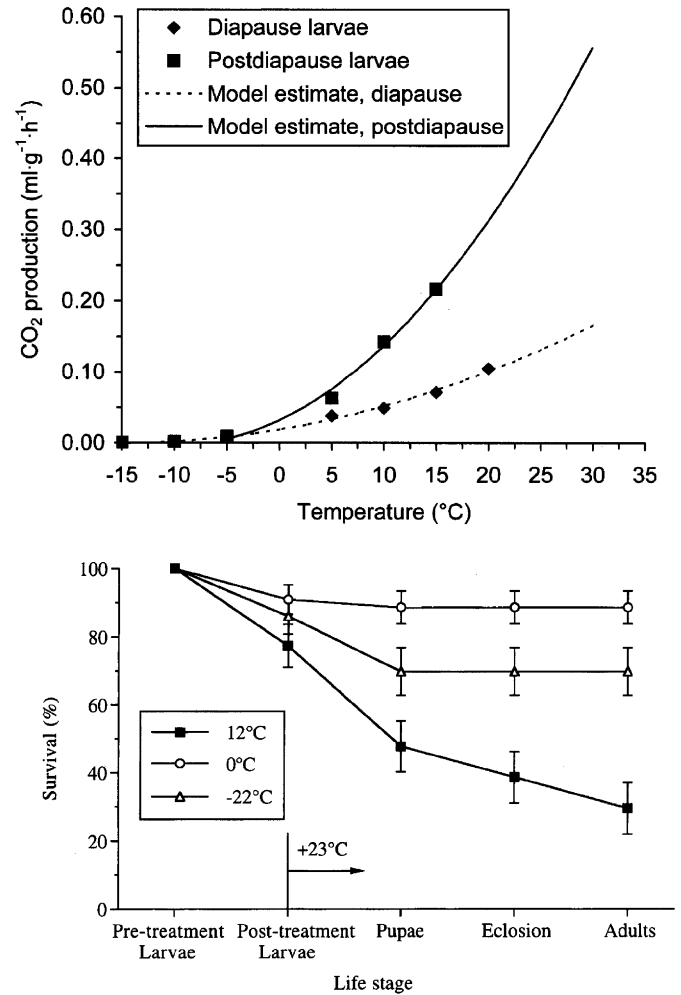 0.60
0.50
0.40
0.30
0.20
0.10
0.00
CO₂ production (ml·g⁻¹·h⁻¹)
Diapause larvae
Postdiapause larvae
Model estimate, diapause
Model estimate, postdiapause
-15 -10 -5 0 5 10 15 20 25 30 35
Temperature (°C)
100
80
60
40
20
0
Survival (%)
12°C
0°C
-22°C
+23°C
Pre-treatment Post-treatment Pupae Eclosion Adults
Larvae Larvae
Life stage